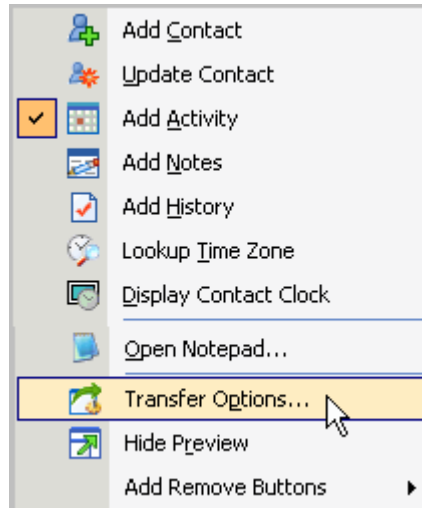 Add Contact
Update Contact
Add Activity
Add Notes
Add History
Lookup Time Zone
Display Contact Clock
Open Notepad...
Transfer Options...
Hide Preview
Add Remove Buttons